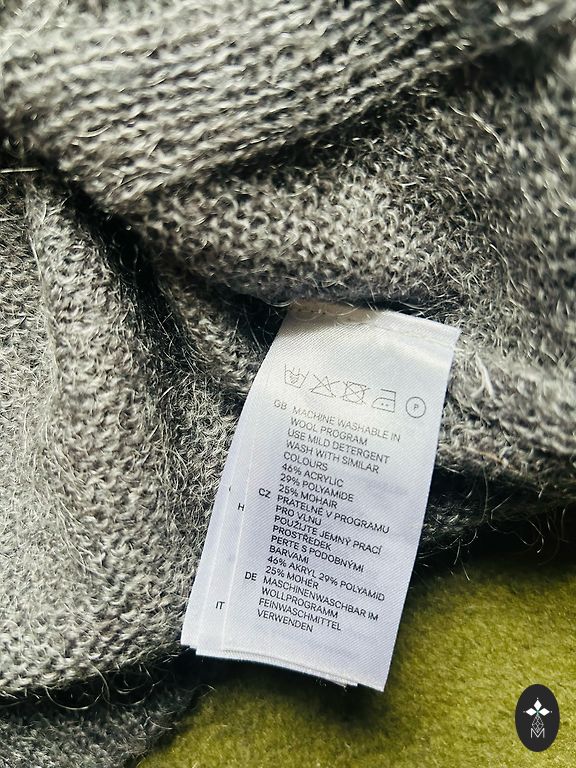 P
GB MACHINE WASHABLE IN
WOOL PROGRAM
USE MILD DETERGENT
WASH WITH SIMILAR
COLOURS
46% ACRYLIC
29% POLYAMIDE
25% MOHAIR
CZ PRATELNÉ V PROGRAMU
PRO VLNU
POUŽIJTE JEMNÝ PRACÍ
PROSTŘEDEK
PERTE S PODOBNÝMI
BARVAMI
46% AKRYL 29% POLYAMID
25% MOHÉR
DE MASCHINENWASCHBAR IM
WOLLPROGRAMM
FEINWASCHMITTEL
VERWENDEN
H
IT
M